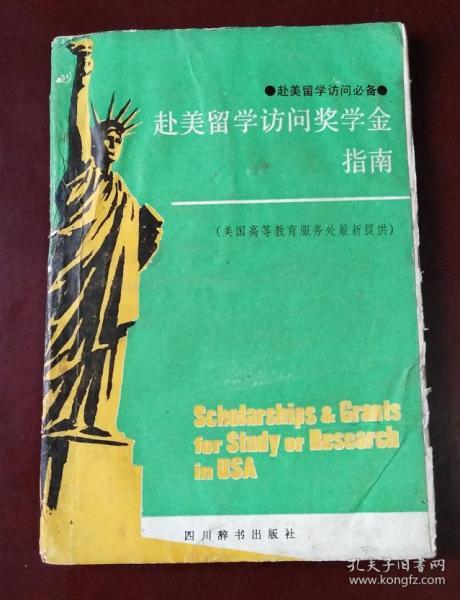 ●赴美留学访问必备●
赴美留学访问奖学金
指南
(美国高等教育服务处最新提供)
Scholarships & Grants
for Study or Research
in USA
四川辞书出版社
孔夫子旧书网
www.kongfz.com